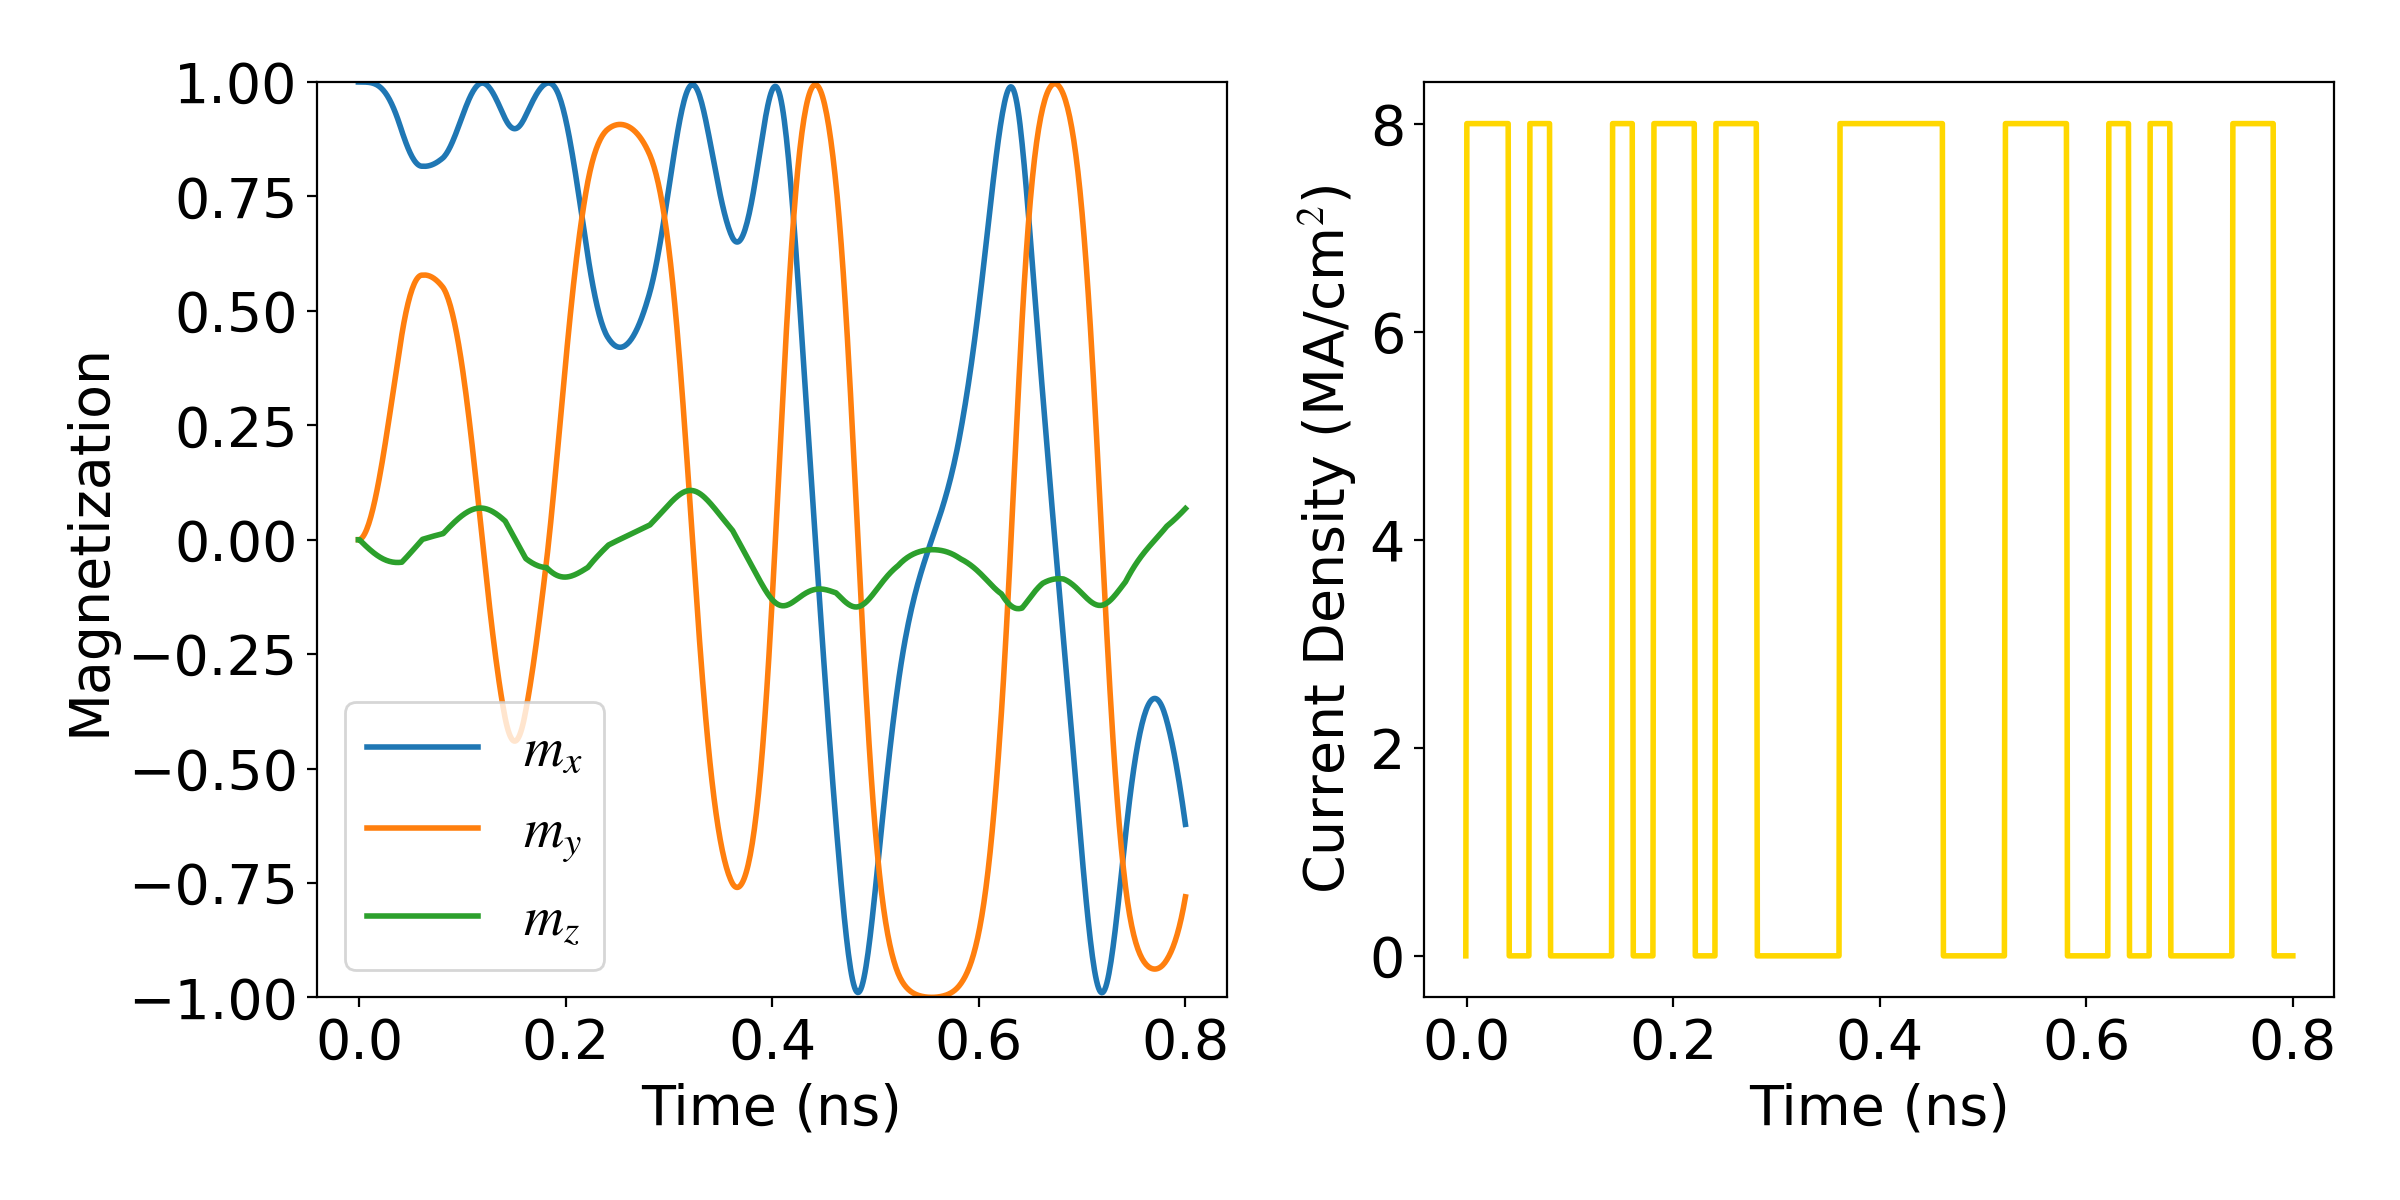 1.00
0.75
0.50
0.25
0.00
−0.25
−0.50
−0.75
−1.00
Magnetization
m_x
m_y
m_z
0.0 0.2 0.4 0.6 0.8
Time (ns)
8
6
4
2
0
Current Density (MA/cm²)
0.0 0.2 0.4 0.6 0.8
Time (ns)